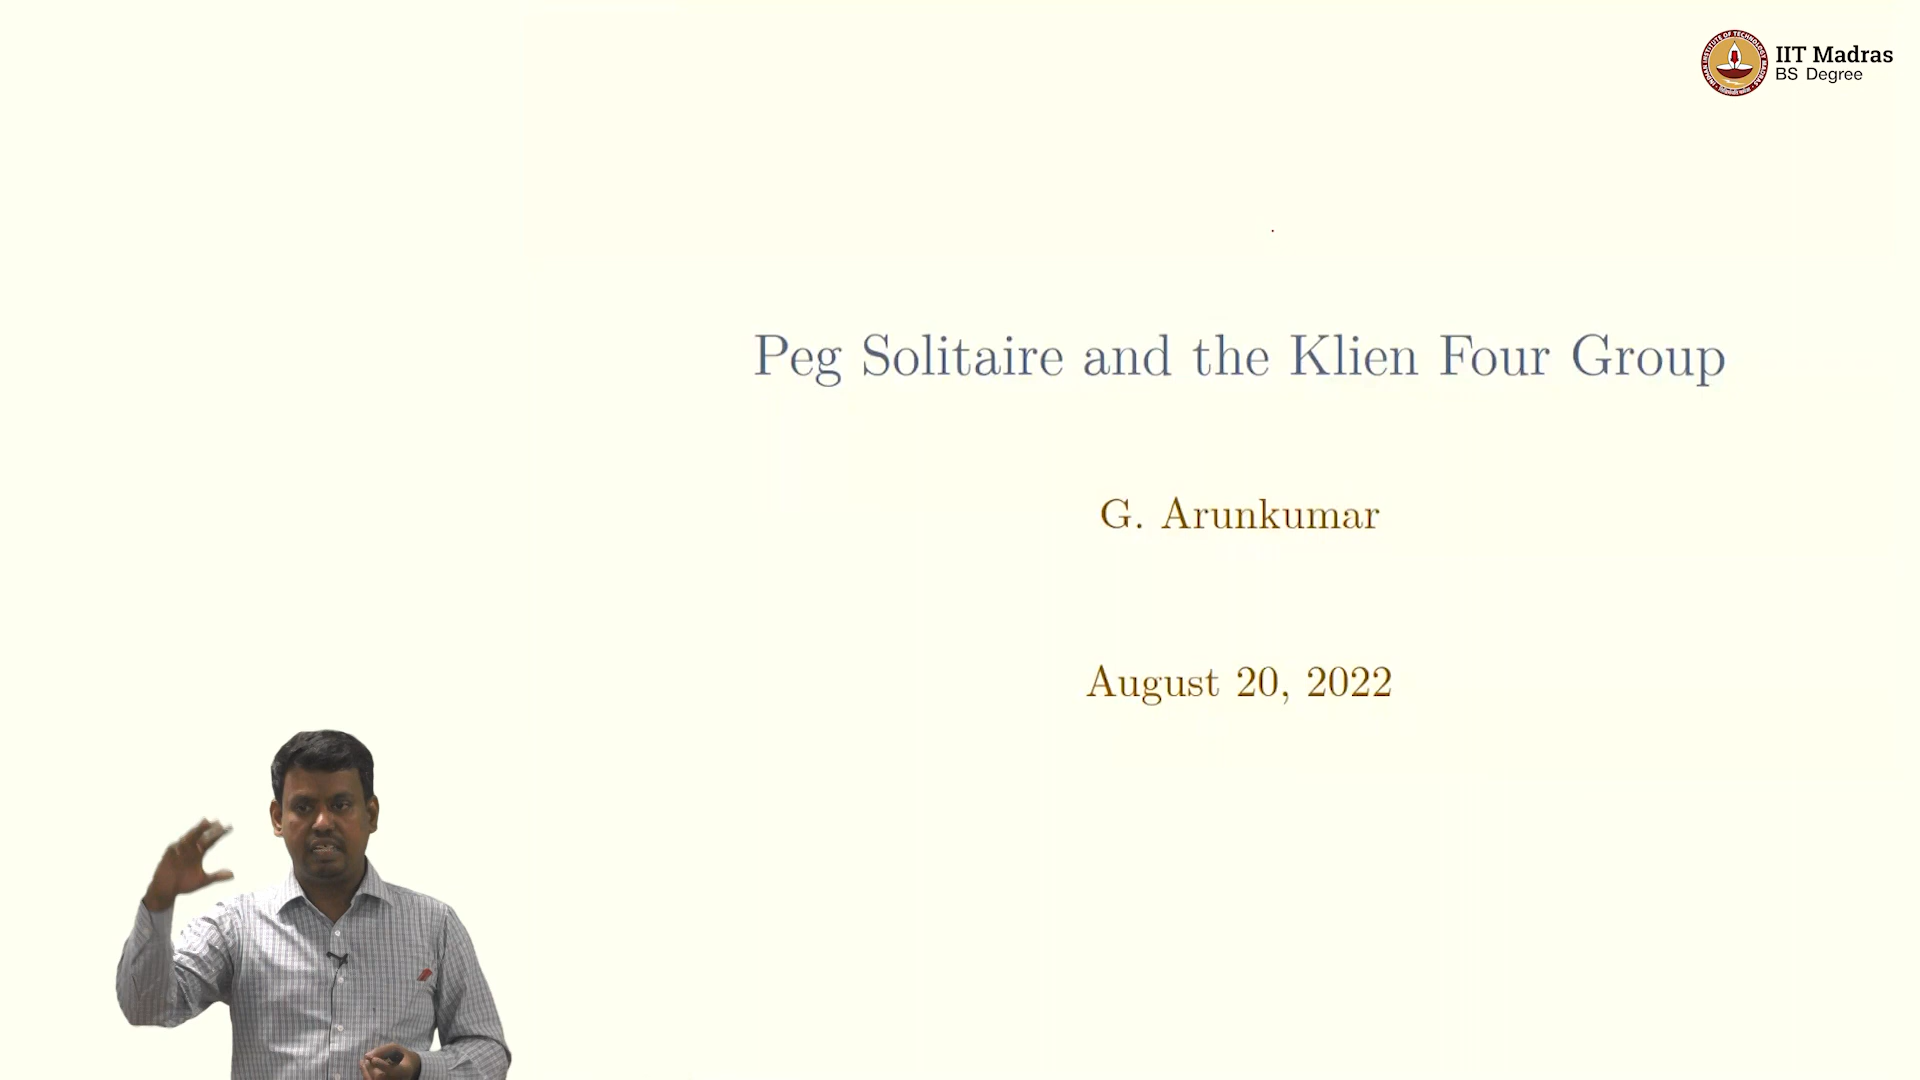 IIT Madras
BS Degree
Peg Solitaire and the Klien Four Group
G. Arunkumar
August 20, 2022